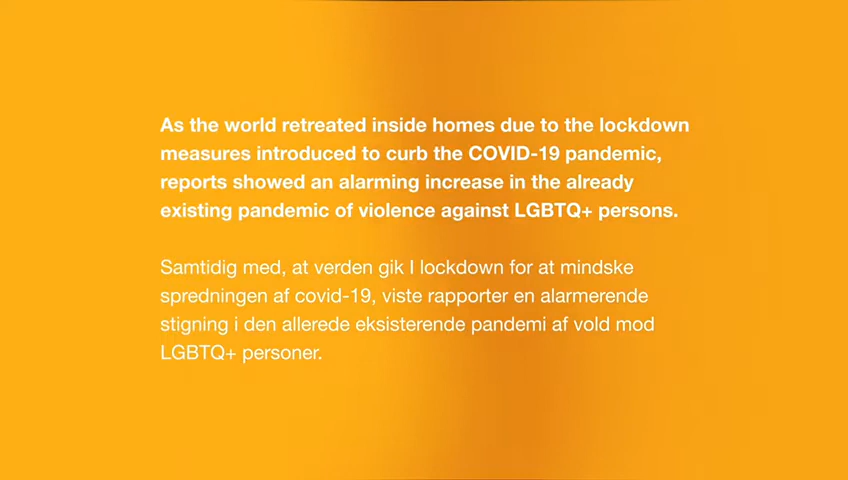 As the world retreated inside homes due to the lockdown
measures introduced to curb the COVID-19 pandemic,
reports showed an alarming increase in the already
existing pandemic of violence against LGBTQ+ persons.
Samtidig med, at verden gik I lockdown for at mindske
spredningen af covid-19, viste rapporter en alarmerende
stigning i den allerede eksisterende pandemi af vold mod
LGBTQ+ personer.